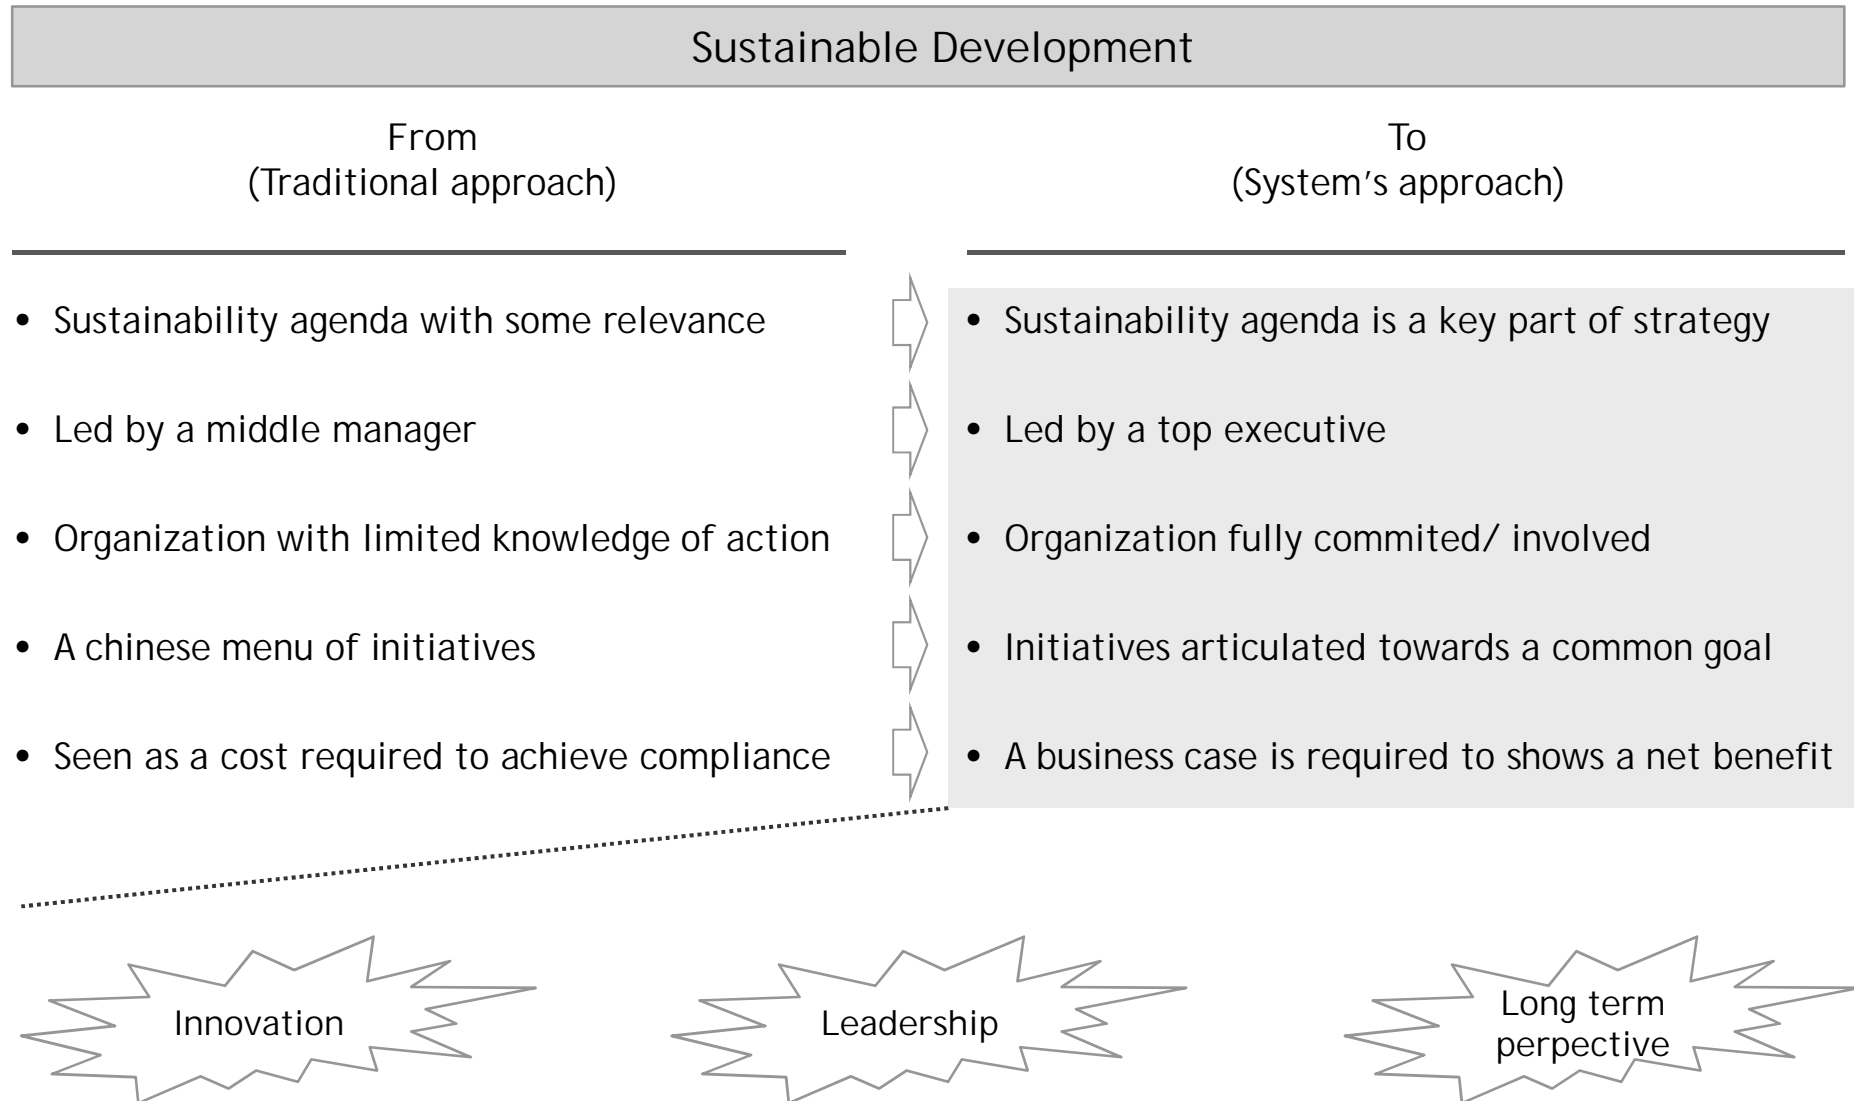 Sustainable Development
From
(Traditional approach)
To
(System's approach)
• Sustainability agenda with some relevance
• Sustainability agenda is a key part of strategy
• Led by a middle manager
• Led by a top executive
• Organization with limited knowledge of action
• Organization fully commited/ involved
• A chinese menu of initiatives
• Initiatives articulated towards a common goal
• Seen as a cost required to achieve compliance
• A business case is required to shows a net benefit
Innovation
Leadership
Long term
perpective